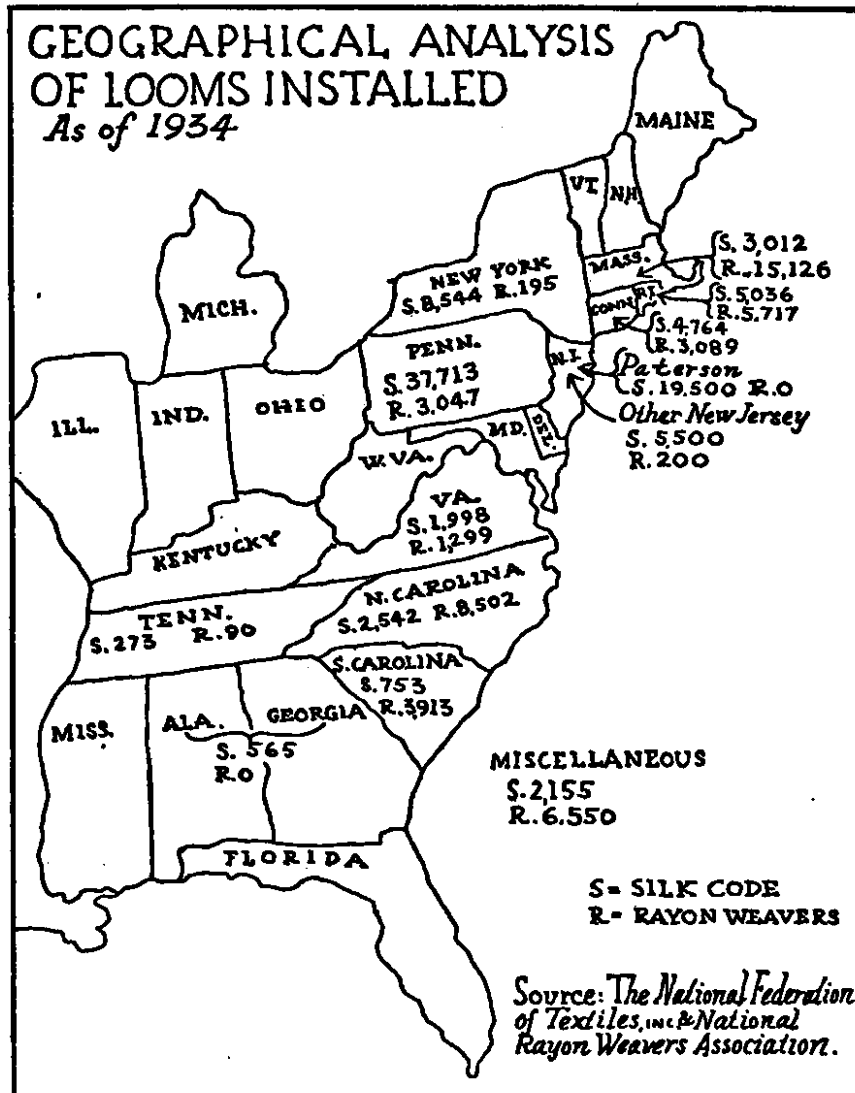 GEOGRAPHICAL ANALYSIS
OF LOOMS INSTALLED
As of 1934
MAINE
VT.
N.H.
MASS.
S. 3,012
R. 15,126
NEW YORK
S. 8,544 R. 195
CONN.
R.I.
S. 5,036
R. 5,717
S. 4,764
R. 3,089
MICH.
PENN.
S. 37,713
R. 3,047
N.J.
Paterson
S. 19,500 R. 0
Other New Jersey
S. 5,500
R. 200
ILL.
IND.
OHIO
MD.
DEL.
W. VA.
VA.
S. 1,998
R. 1,299
KENTUCKY
N. CAROLINA
S. 2,542 R. 8,502
TENN.
S. 273 R. 90
S. CAROLINA
S. 753
R. 3,913
MISS.
ALA.
GEORGIA
S. 565
R. 0
MISCELLANEOUS
S. 2,155
R. 6.550
FLORIDA
S = SILK CODE
R = RAYON WEAVERS
Source: The National Federation
of Textiles, INC. & National
Rayon Weavers Association.